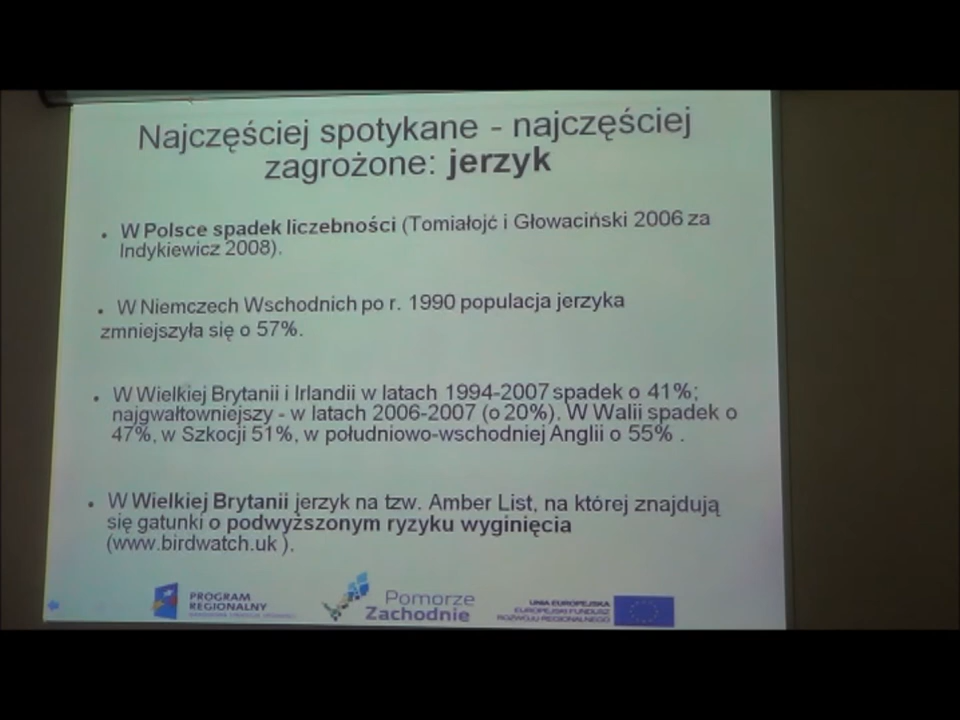 Najczęściej spotykane - najczęściej
zagrożone: jerzyk
• W Polsce spadek liczebności (Tomiałojć i Głowaciński 2006 za
Indykiewicz 2008).
• W Niemczech Wschodnich po r. 1990 populacja jerzyka
zmniejszyła się o 57%.
• W Wielkiej Brytanii i Irlandii w latach 1994-2007 spadek o 41%;
najgwałtowniejszy - w latach 2006-2007 (o 20%). W Walii spadek o
47%, w Szkocji 51%, w południowo-wschodniej Anglii o 55% .
• W Wielkiej Brytanii jerzyk na tzw. Amber List, na której znajdują
się gatunki o podwyższonym ryzyku wyginięcia
(www.birdwatch.uk ).
PROGRAM
REGIONALNY
Pomorze
Zachodnie
UNIA EUROPEJSKA
EUROPEJSKI FUNDUSZ
ROZWOJU REGIONALNEGO